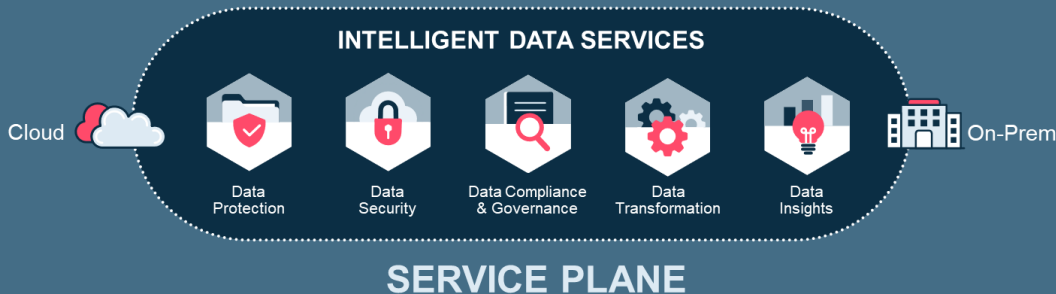 INTELLIGENT DATA SERVICES
Cloud
On-Prem
Data
Protection
Data
Security
Data Compliance
& Governance
Data
Transformation
Data
Insights
SERVICE PLANE